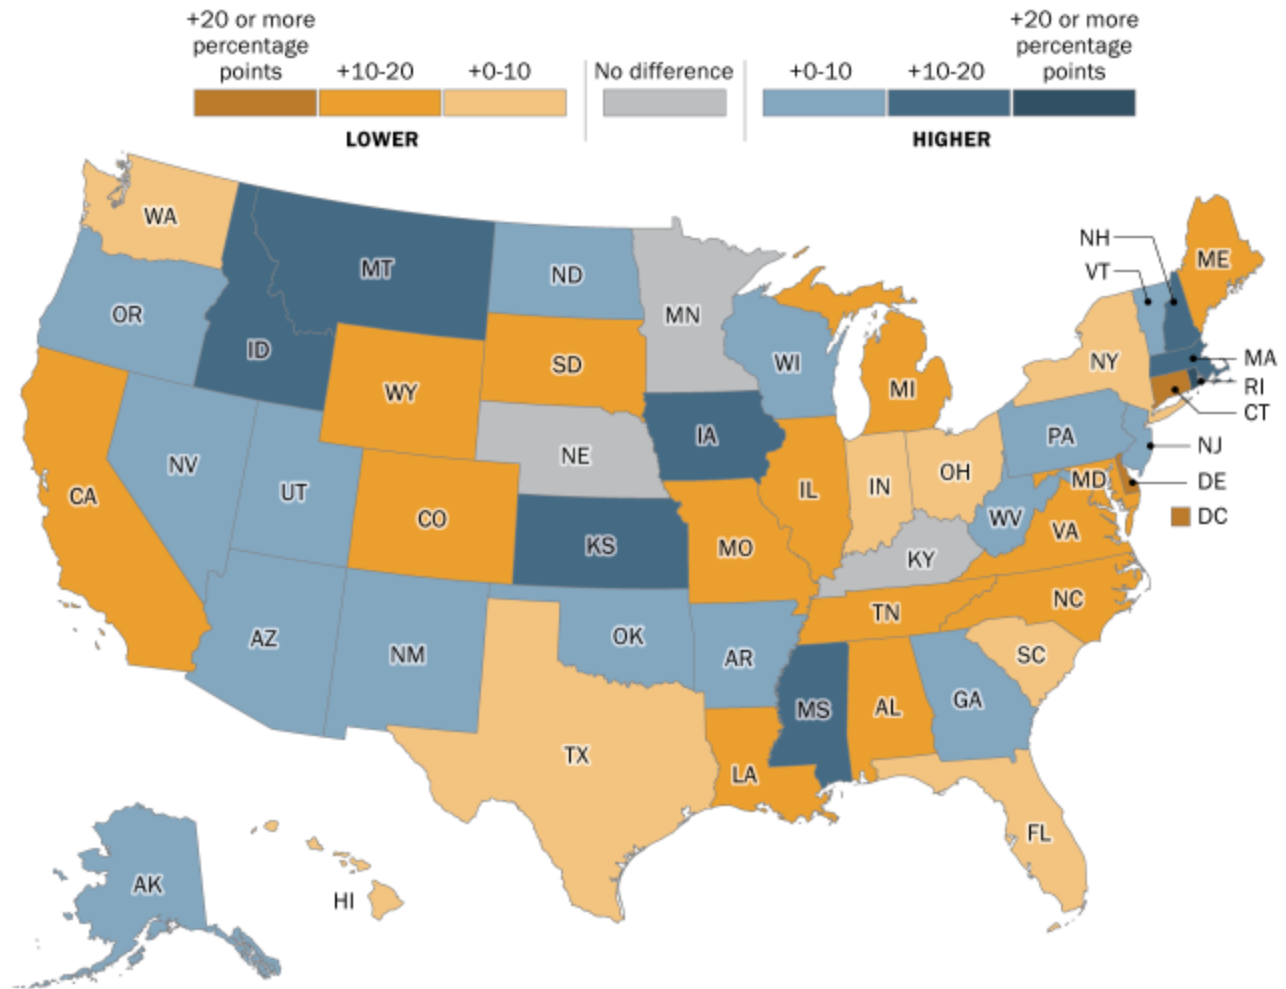 +20 or more
percentage
points
+10-20
+0-10
No difference
+0-10
+10-20
+20 or more
percentage
points
LOWER
HIGHER
WA
MT
ND
MN
OR
ID
SD
WI
WY
MI
NH
VT
ME
NY
MA
RI
CT
IA
NE
PA
NJ
NV
UT
CA
CO
IL
IN
OH
MD
DE
DC
WV
VA
KS
MO
KY
TN
NC
AZ
NM
OK
AR
SC
MS
AL
GA
TX
LA
FL
AK
HI